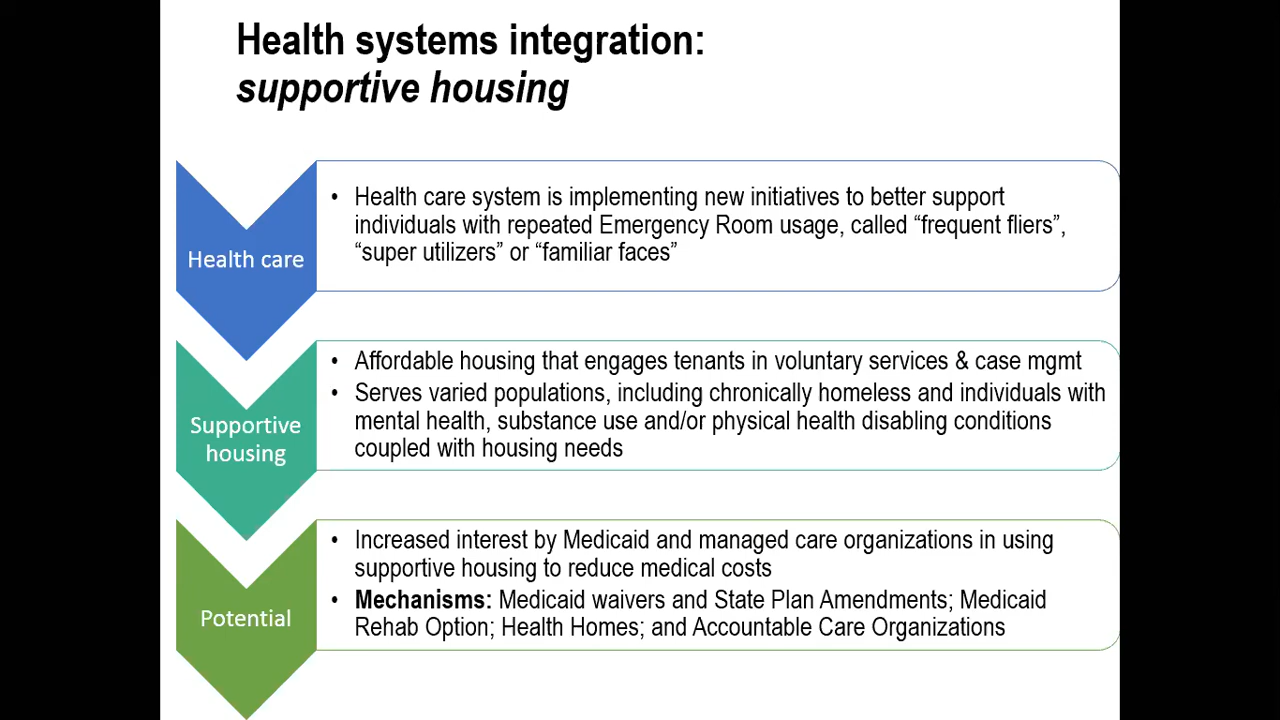 Health systems integration:
supportive housing
Health care
• Health care system is implementing new initiatives to better support
individuals with repeated Emergency Room usage, called “frequent fliers”,
“super utilizers” or “familiar faces”
Supportive
housing
• Affordable housing that engages tenants in voluntary services & case mgmt
• Serves varied populations, including chronically homeless and individuals with
mental health, substance use and/or physical health disabling conditions
coupled with housing needs
Potential
• Increased interest by Medicaid and managed care organizations in using
supportive housing to reduce medical costs
• Mechanisms: Medicaid waivers and State Plan Amendments; Medicaid
Rehab Option; Health Homes; and Accountable Care Organizations